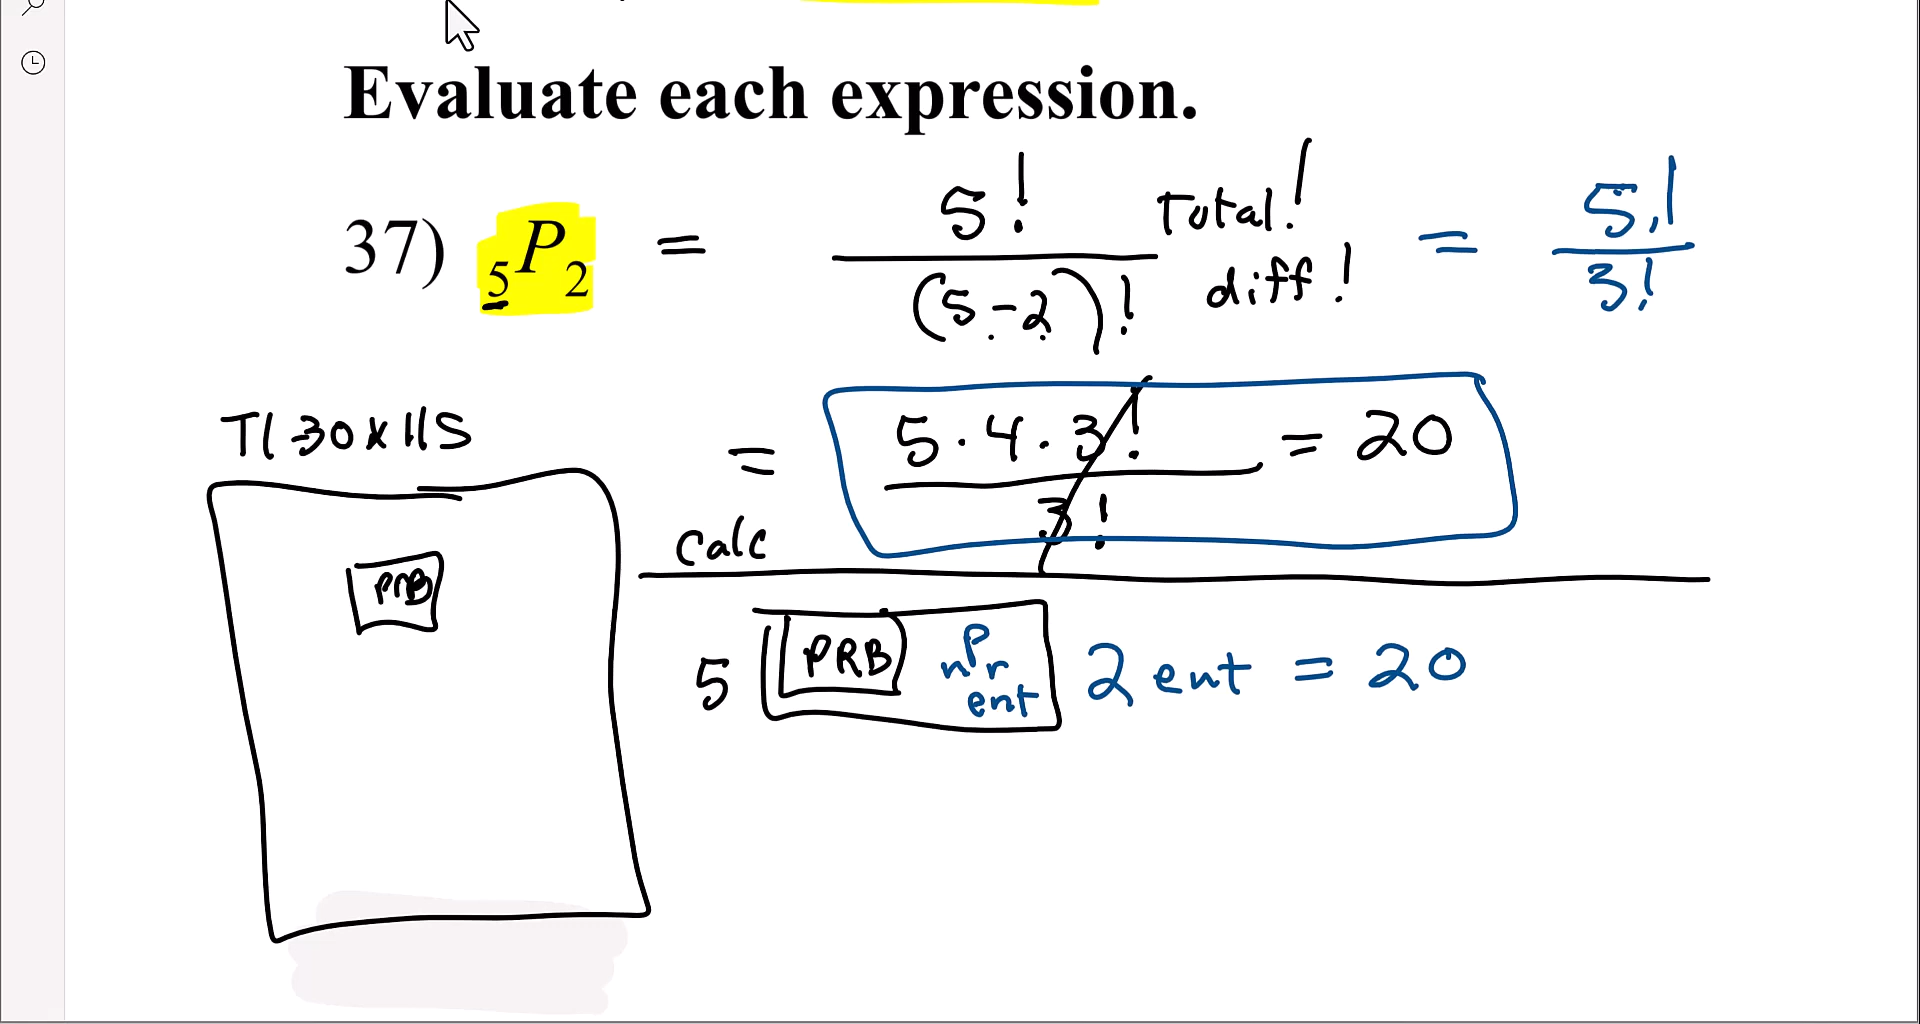 Evaluate each expression.
37) ₅P₂ = 5! / (5-2)! Total! diff! = 5! / 3!
TI-30x IIS
= 5 · 4 · 3! / 3! = 20
Calc
PRB
5 PRB nPr ent 2 ent = 20